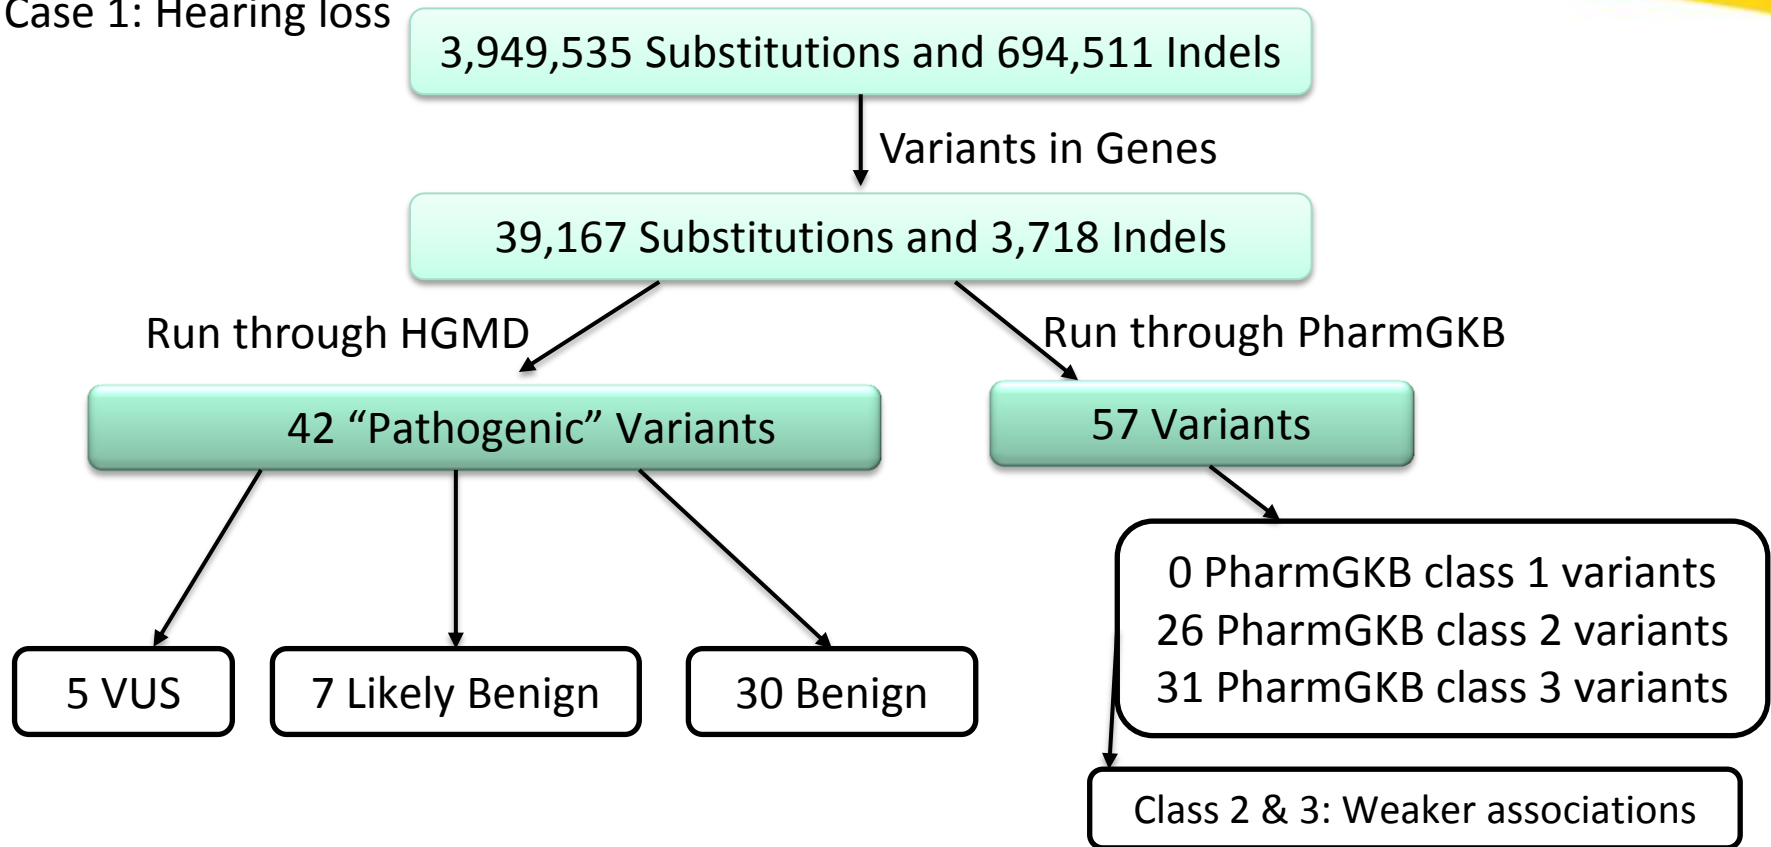 Case 1: Hearing loss
3,949,535 Substitutions and 694,511 Indels
Variants in Genes
39,167 Substitutions and 3,718 Indels
Run through HGMD
Run through PharmGKB
42 “Pathogenic” Variants
57 Variants
0 PharmGKB class 1 variants
26 PharmGKB class 2 variants
31 PharmGKB class 3 variants
5 VUS
7 Likely Benign
30 Benign
Class 2 & 3: Weaker associations